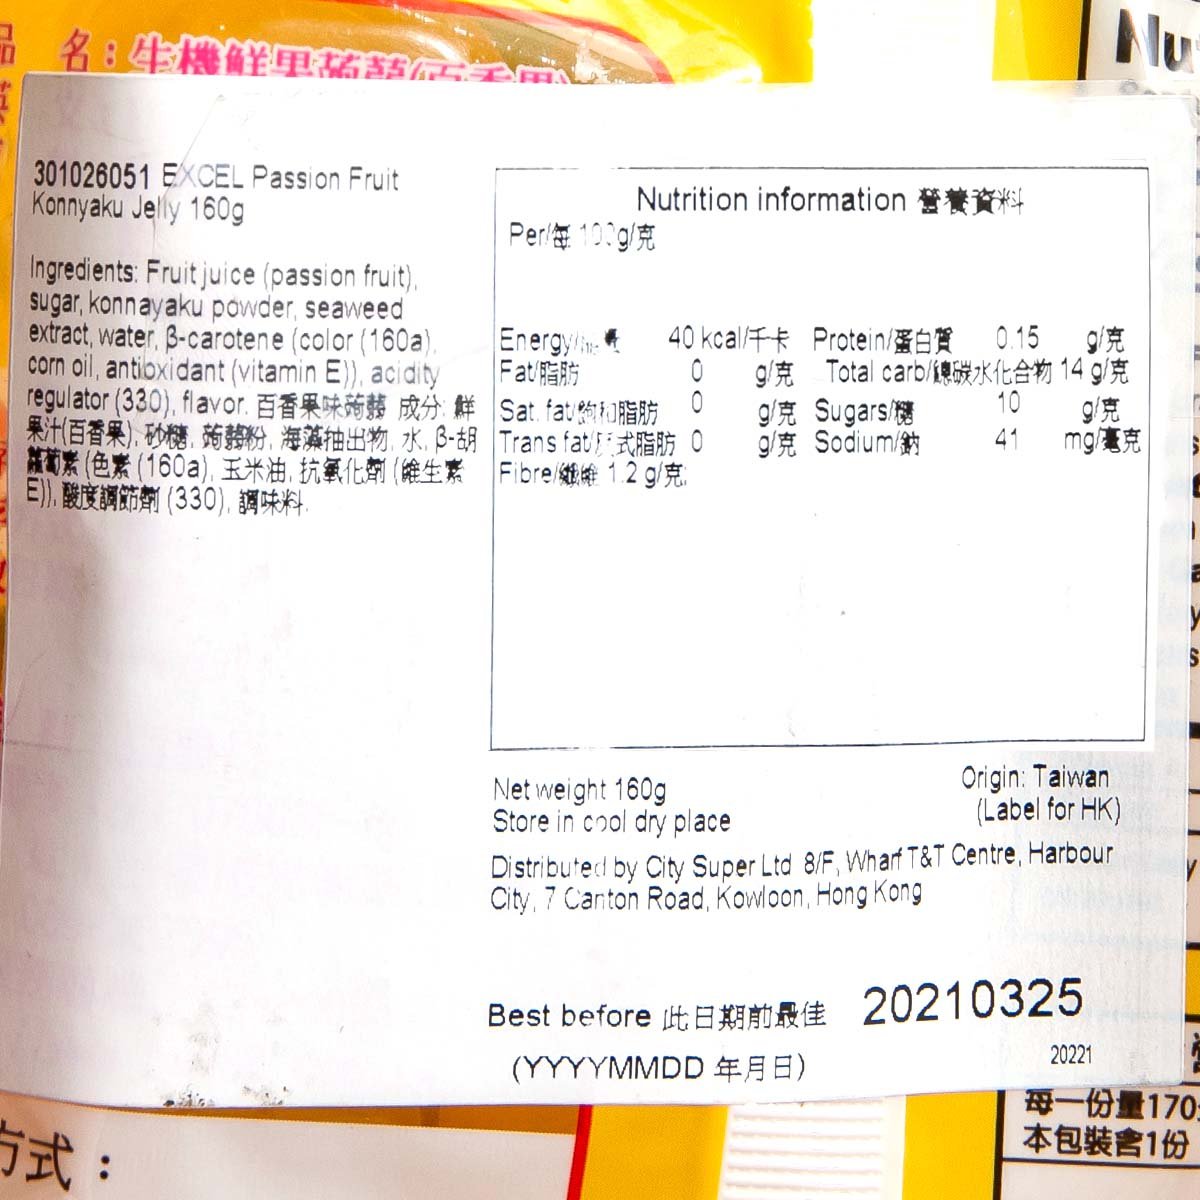 品 名：生機鮮果蒟蒻(百香果)
Nu
301026051 EXCEL Passion Fruit
Konnyaku Jelly 160g
Ingredients: Fruit juice (passion fruit),
sugar, konnayaku powder, seaweed
extract, water, β-carotene (color (160a),
corn oil, antioxidant (vitamin E)), acidity
regulator (330), flavor. 百香果味蒟蒻 成分: 鮮
果汁(百香果), 砂糖, 蒟蒻粉, 海藻抽出物, 水, β-胡
蘿蔔素 (色素 (160a), 玉米油, 抗氧化劑 (維生素
E)), 酸度調節劑 (330), 調味料.
Nutrition information 營養資料
Per/每 100g/克
Energy/ 40 kcal/千卡 Protein/蛋白質 0.15 g/克
Fat/脂肪 0 g/克 Total carb/總碳水化合物 14 g/克
Sat. fat/飽和脂肪 0 g/克 Sugars/糖 10 g/克
Trans fat/反式脂肪 0 g/克 Sodium/鈉 41 mg/毫克
Fibre/纖維 1.2 g/克;
Net weight 160g
Store in cool dry place
Origin: Taiwan
(Label for HK)
Distributed by City Super Ltd 8/F, Wharf T&T Centre, Harbour
City, 7 Canton Road, Kowloon, Hong Kong
Best before 此日期前最佳 20210325
(YYYYMMDD 年月日)
20221
方式：
每一份量170
本包裝含1份